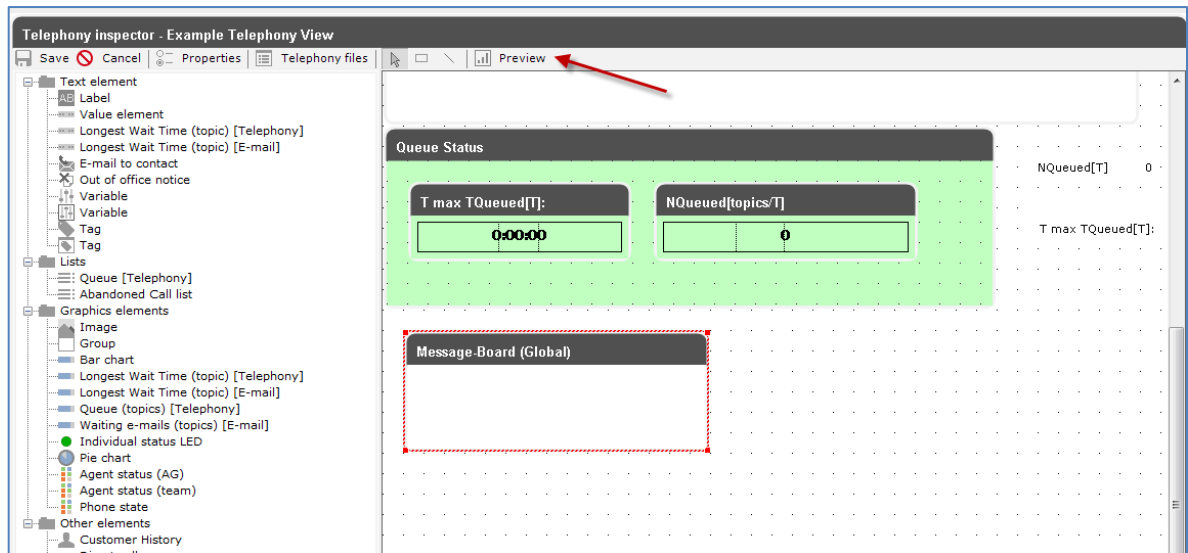 Telephony inspector - Example Telephony View
Save Cancel Properties Telephony files Preview
Text element
AB Label
Value element
Longest Wait Time (topic) [Telephony]
Longest Wait Time (topic) [E-mail]
E-mail to contact
Out of office notice
Variable
Variable
Tag
Tag
Lists
Queue [Telephony]
Abandoned Call list
Graphics elements
Image
Group
Bar chart
Longest Wait Time (topic) [Telephony]
Longest Wait Time (topic) [E-mail]
Queue (topics) [Telephony]
Waiting e-mails (topics) [E-mail]
Individual status LED
Pie chart
Agent status (AG)
Agent status (team)
Phone state
Other elements
Customer History
Queue Status
T max TQueued[T]:
0:00:00
NQueued[topics/T]
0
NQueued[T] 0
T max TQueued[T]:
Message-Board (Global)